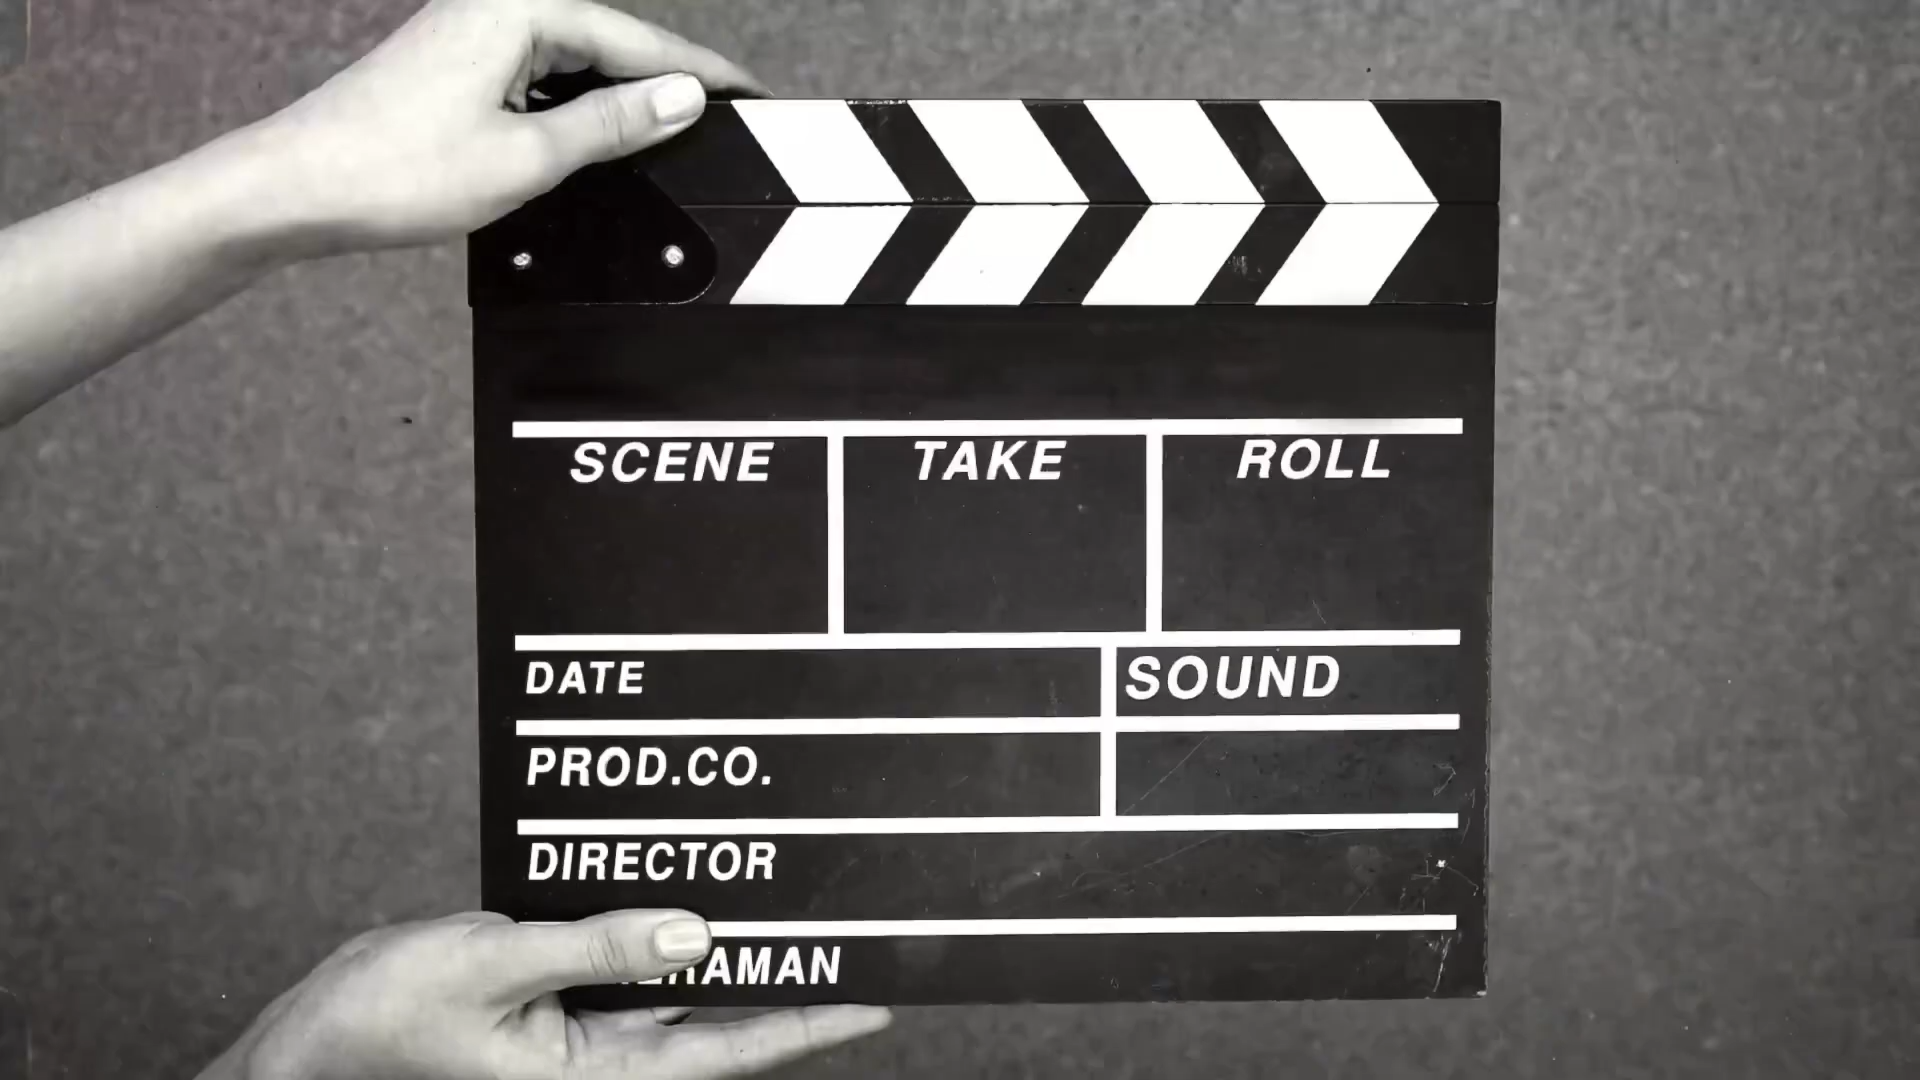 SCENE TAKE ROLL
DATE SOUND
PROD.CO.
DIRECTOR